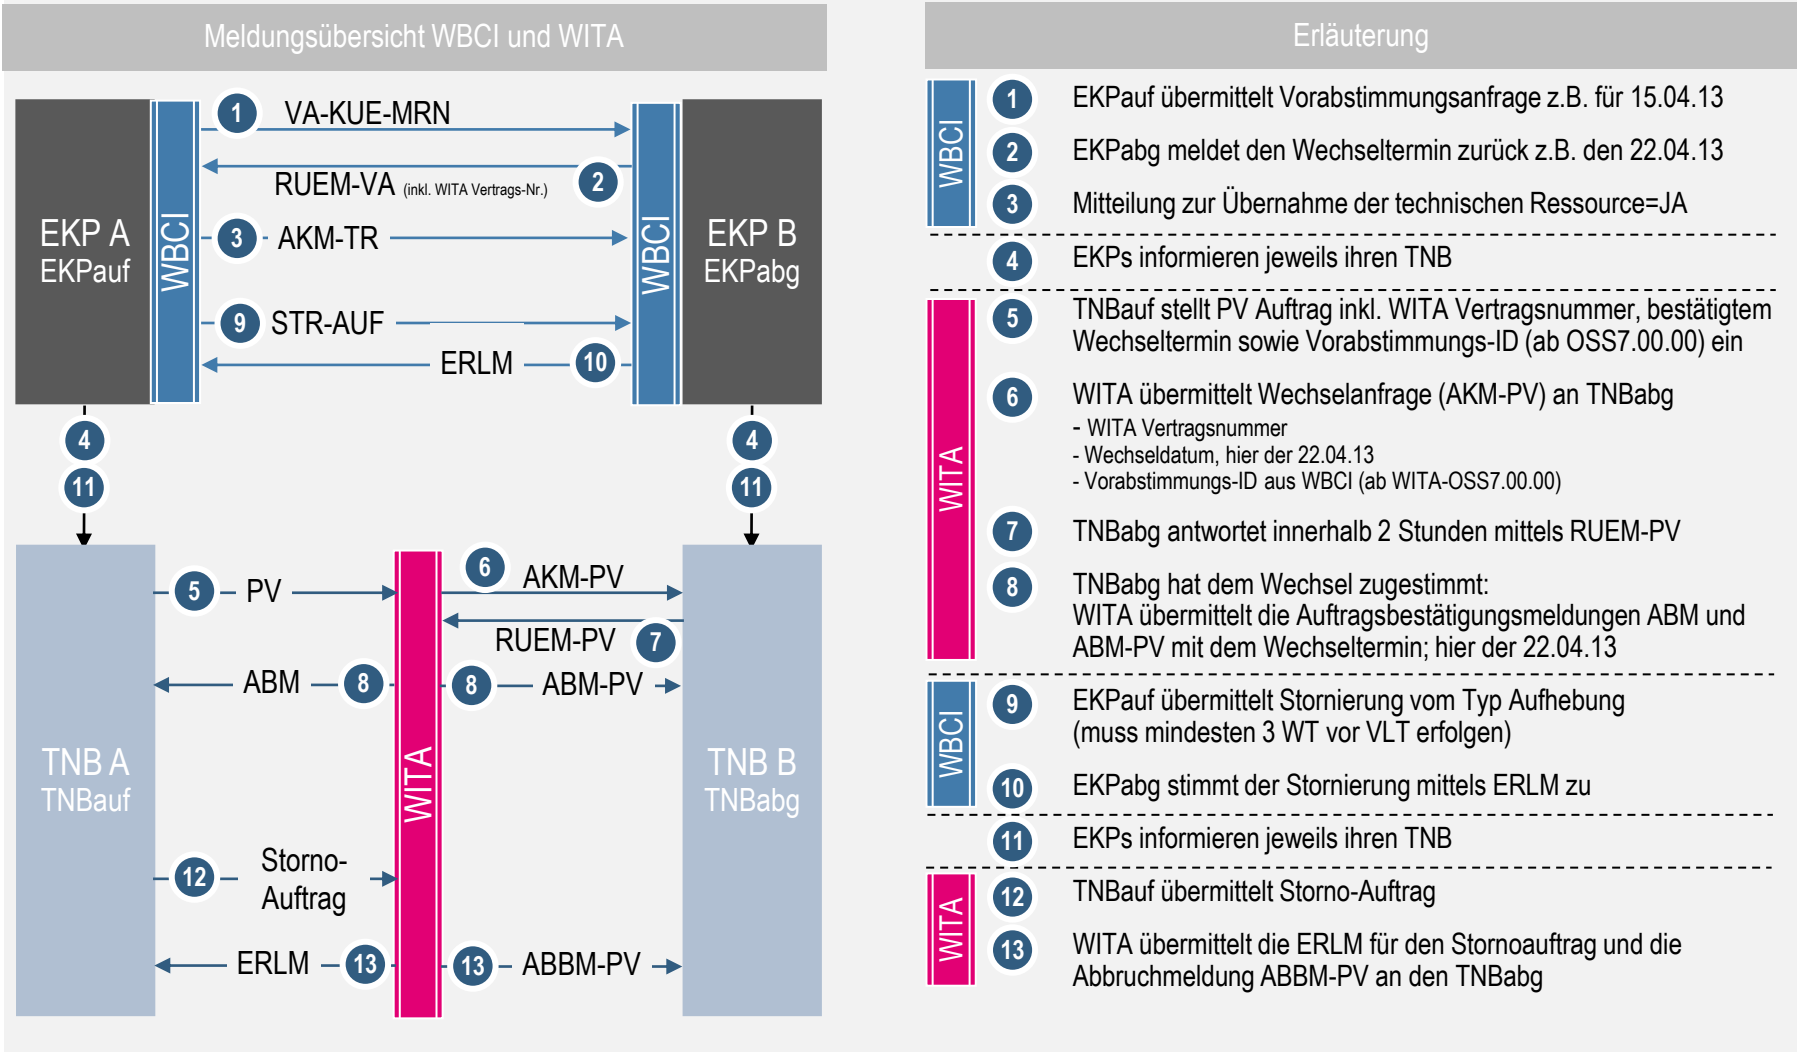 Meldungsübersicht WBCI und WITA
1
VA-KUE-MRN
RUEM-VA (inkl. WITA Vertrags-Nr.)
2
EKP A
EKPauf
WBCI
3
AKM-TR
WBCI
EKP B
EKPabg
9
STR-AUF
ERLM
10
4
11
4
11
5
PV
6
AKM-PV
RUEM-PV
7
ABM
8
8
ABM-PV
TNB A
TNBauf
WITA
TNB B
TNBabg
12
Storno-
Auftrag
ERLM
13
13
ABBM-PV
Erläuterung
WBCI
1 EKPauf übermittelt Vorabstimmungsanfrage z.B. für 15.04.13
2 EKPabg meldet den Wechseltermin zurück z.B. den 22.04.13
3 Mitteilung zur Übernahme der technischen Ressource=JA
4 EKPs informieren jeweils ihren TNB
WITA
5 TNBauf stellt PV Auftrag inkl. WITA Vertragsnummer, bestätigtem
Wechseltermin sowie Vorabstimmungs-ID (ab OSS7.00.00) ein
6 WITA übermittelt Wechselanfrage (AKM-PV) an TNBabg
- WITA Vertragsnummer
- Wechseldatum, hier der 22.04.13
- Vorabstimmungs-ID aus WBCI (ab WITA-OSS7.00.00)
7 TNBabg antwortet innerhalb 2 Stunden mittels RUEM-PV
8 TNBabg hat dem Wechsel zugestimmt:
WITA übermittelt die Auftragsbestätigungsmeldungen ABM und
ABM-PV mit dem Wechseltermin; hier der 22.04.13
WBCI
9 EKPauf übermittelt Stornierung vom Typ Aufhebung
(muss mindesten 3 WT vor VLT erfolgen)
10 EKPabg stimmt der Stornierung mittels ERLM zu
11 EKPs informieren jeweils ihren TNB
WITA
12 TNBauf übermittelt Storno-Auftrag
13 WITA übermittelt die ERLM für den Stornoauftrag und die
Abbruchmeldung ABBM-PV an den TNBabg